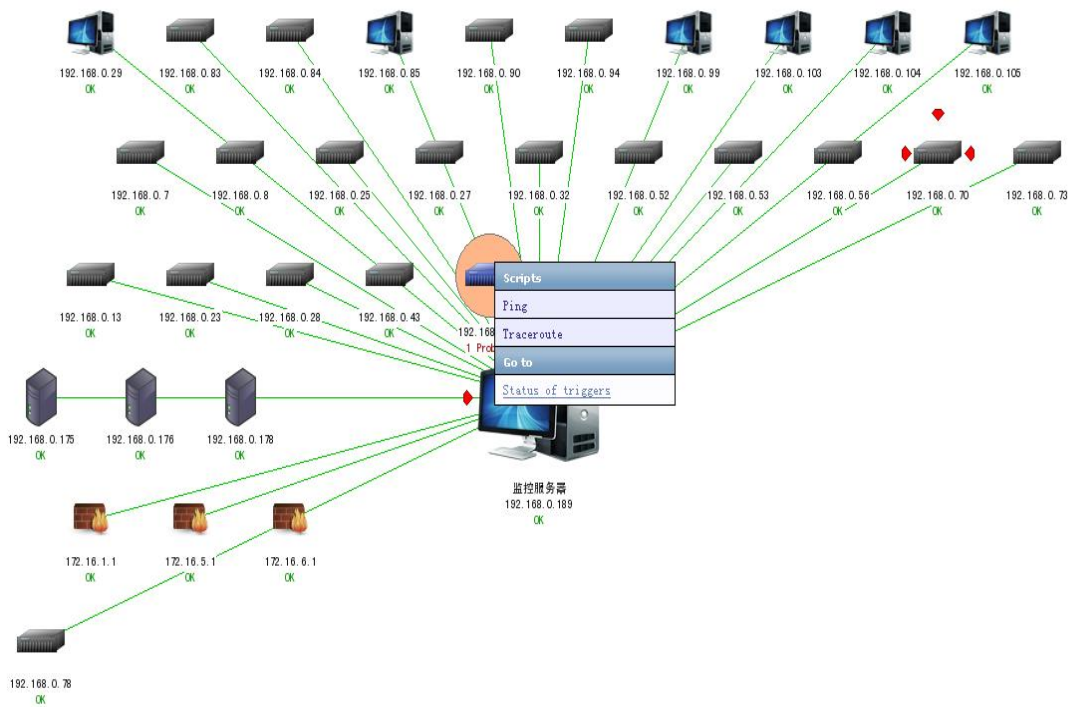 192.168.0.29
OK
192.168.0.83
OK
192.168.0.84
OK
192.168.0.85
OK
192.168.0.90
OK
192.168.0.94
OK
192.168.0.99
OK
192.168.0.103
OK
192.168.0.104
OK
192.168.0.105
OK
192.168.0.7
OK
192.168.0.8
OK
192.168.0.25
OK
192.168.0.27
OK
192.168.0.32
OK
192.168.0.52
OK
192.168.0.53
OK
192.168.0.56
OK
192.168.0.70
OK
192.168.0.73
OK
192.168.0.13
OK
192.168.0.23
OK
192.168.0.28
OK
192.168.0.43
OK
192.168
1 Prob
Scripts
Ping
Traceroute
Go to
Status of triggers
192.168.0.175
OK
192.168.0.176
OK
192.168.0.178
OK
监控服务器
192.168.0.189
OK
172.16.1.1
OK
172.16.5.1
OK
172.16.6.1
OK
192.168.0.78
OK